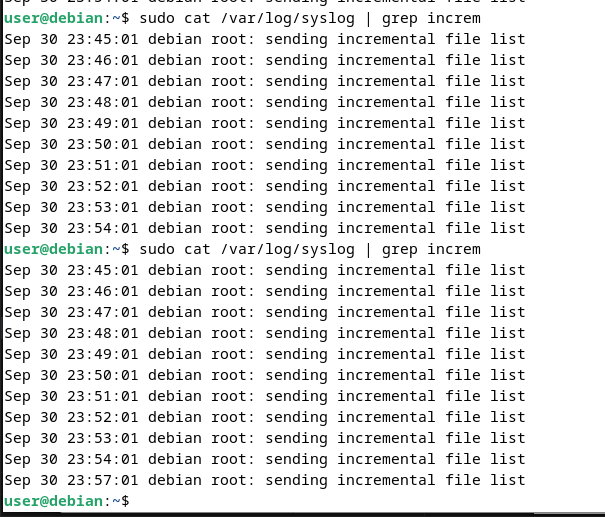 user@debian:~$ sudo cat /var/log/syslog | grep increm
Sep 30 23:45:01 debian root: sending incremental file list
Sep 30 23:46:01 debian root: sending incremental file list
Sep 30 23:47:01 debian root: sending incremental file list
Sep 30 23:48:01 debian root: sending incremental file list
Sep 30 23:49:01 debian root: sending incremental file list
Sep 30 23:50:01 debian root: sending incremental file list
Sep 30 23:51:01 debian root: sending incremental file list
Sep 30 23:52:01 debian root: sending incremental file list
Sep 30 23:53:01 debian root: sending incremental file list
Sep 30 23:54:01 debian root: sending incremental file list
user@debian:~$ sudo cat /var/log/syslog | grep increm
Sep 30 23:45:01 debian root: sending incremental file list
Sep 30 23:46:01 debian root: sending incremental file list
Sep 30 23:47:01 debian root: sending incremental file list
Sep 30 23:48:01 debian root: sending incremental file list
Sep 30 23:49:01 debian root: sending incremental file list
Sep 30 23:50:01 debian root: sending incremental file list
Sep 30 23:51:01 debian root: sending incremental file list
Sep 30 23:52:01 debian root: sending incremental file list
Sep 30 23:53:01 debian root: sending incremental file list
Sep 30 23:54:01 debian root: sending incremental file list
Sep 30 23:57:01 debian root: sending incremental file list
user@debian:~$